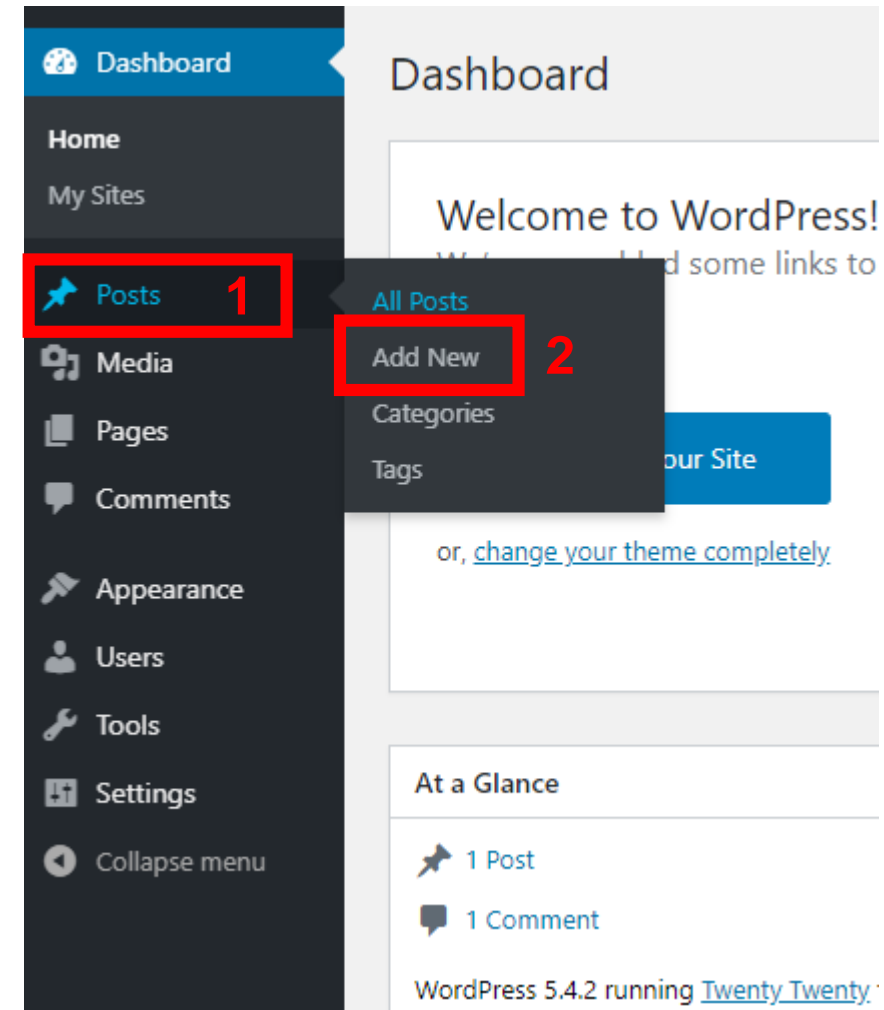 Dashboard
Home
My Sites
Posts 1
Media
Pages
Comments
Appearance
Users
Tools
Settings
Collapse menu
All Posts
Add New 2
Categories
Tags
Dashboard
Welcome to WordPress!
d some links to
our Site
or, change your theme completely
At a Glance
1 Post
1 Comment
WordPress 5.4.2 running Twenty Twenty